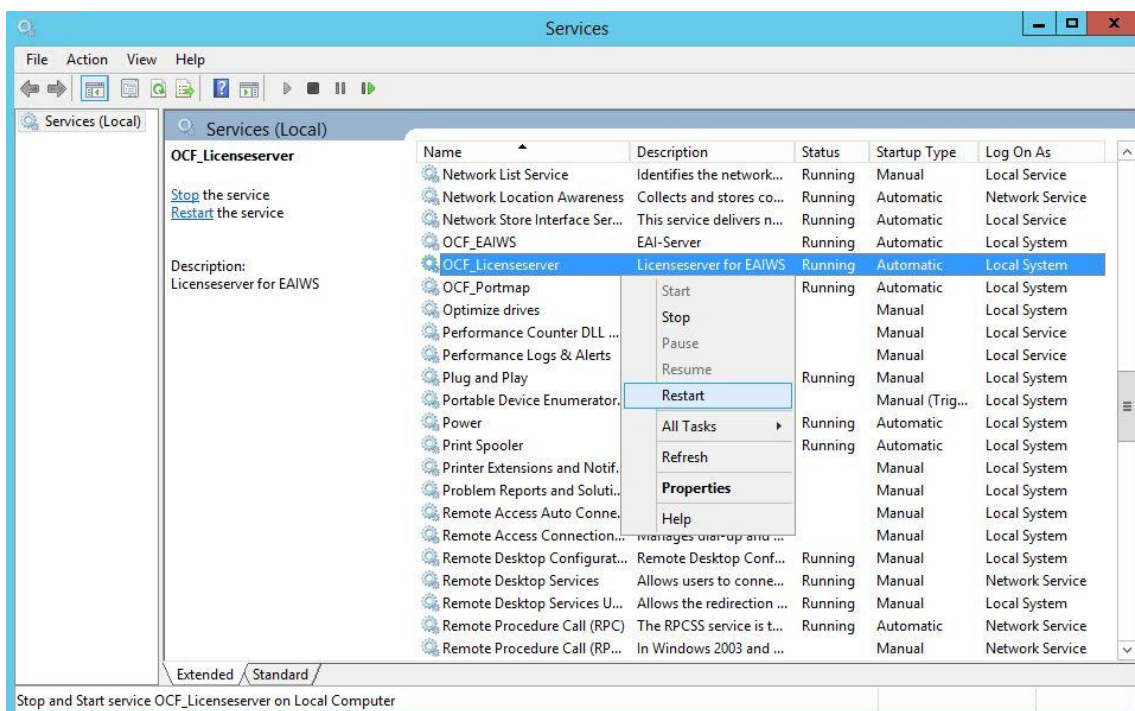 Services
File Action View Help
Services (Local)
Services (Local)
OCF_Licenseserver
Stop the service
Restart the service
Description:
Licenseserver for EAIWS
Name Description Status Startup Type Log On As
Network List Service Identifies the network... Running Manual Local Service
Network Location Awareness Collects and stores co... Running Automatic Network Service
Network Store Interface Ser... This service delivers n... Running Automatic Local Service
OCF_EAIWS EAI-Server Running Automatic Local System
OCF_Licenseserver Licenseserver for EAIWS Running Automatic Local System
OCF_Portmap Running Automatic Local System
Optimize drives Manual Local System
Performance Counter DLL ... Manual Local Service
Performance Logs & Alerts Manual Local Service
Plug and Play Running Manual Local System
Portable Device Enumerator. Manual (Trig... Local System
Power Running Automatic Local System
Print Spooler Running Automatic Local System
Printer Extensions and Notif. Manual Local System
Problem Reports and Soluti.. Manual Local System
Remote Access Auto Conne. Manual Local System
Remote Access Connection... Manages dial-up and ... Manual Local System
Remote Desktop Configurat... Remote Desktop Conf... Running Manual Local System
Remote Desktop Services Allows users to conne... Running Manual Network Service
Remote Desktop Services U... Allows the redirection ... Running Manual Local System
Remote Procedure Call (RPC) The RPCSS service is t... Running Automatic Network Service
Remote Procedure Call (RP... In Windows 2003 and ... Manual Network Service
Start
Stop
Pause
Resume
Restart
All Tasks
Refresh
Properties
Help
Extended Standard
Stop and Start service OCF_Licenseserver on Local Computer